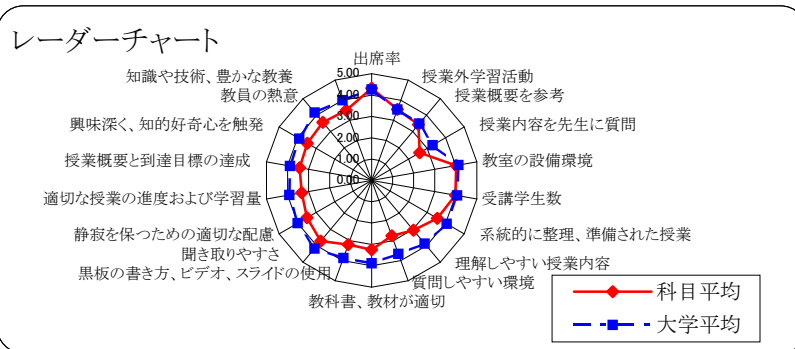 レーダーチャート
出席率
授業外学習活動
授業概要を参考
授業内容を先生に質問
教室の設備環境
受講学生数
系統的に整理、準備された授業
理解しやすい授業内容
質問しやすい環境
教科書、教材が適切
黒板の書き方、ビデオ、スライドの使用
聞き取りやすさ
静寂を保つための適切な配慮
適切な授業の進度および学習量
授業概要と到達目標の達成
興味深く、知的好奇心を触発
教員の熱意
知識や技術、豊かな教養
5.00
4.00
3.00
2.00
1.00
0.00
科目平均
大学平均